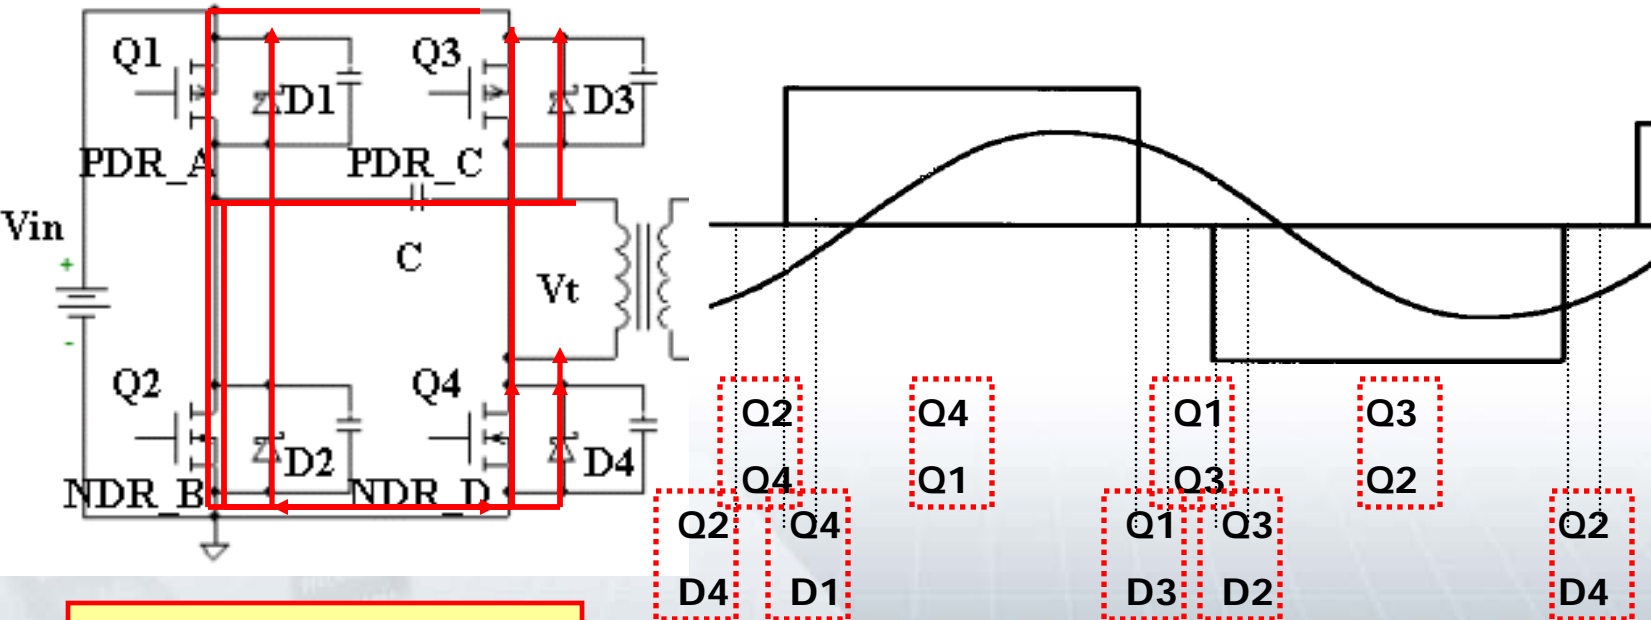 Q1
Q3
D1
D3
PDR_A
PDR_C
Vin
+
C
Vt
-
Q2
Q4
D2
D4
NDR_B
NDR_D
Q2
Q4
Q4
Q1
Q1
Q3
Q3
Q2
Q2
D4
Q4
D1
Q1
D3
Q3
D2
Q2
D4